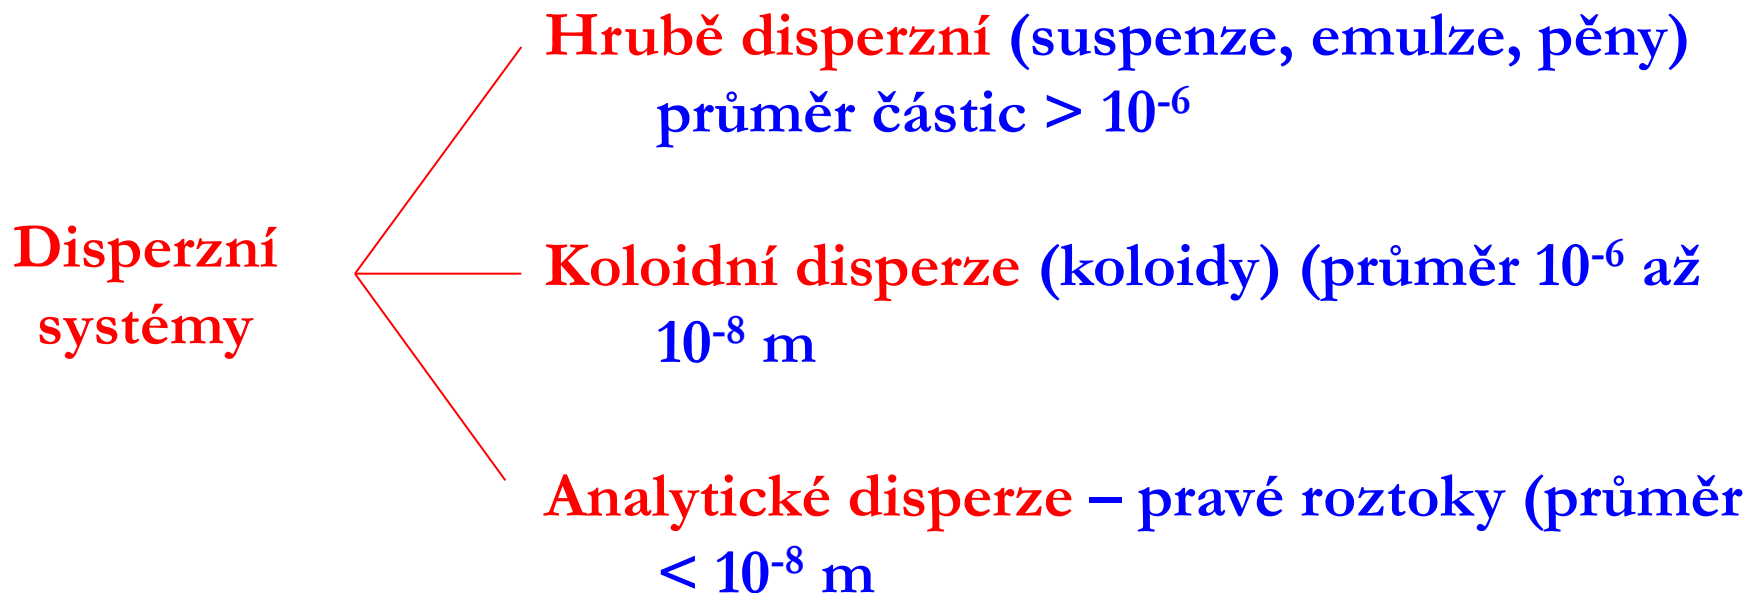 Hrubě disperzní (suspenze, emulze, pěny)
průměr částic > 10⁻⁶
Disperzní
systémy
Koloidní disperze (koloidy) (průměr 10⁻⁶ až
10⁻⁸ m
Analytické disperze – pravé roztoky (průměr
< 10⁻⁸ m